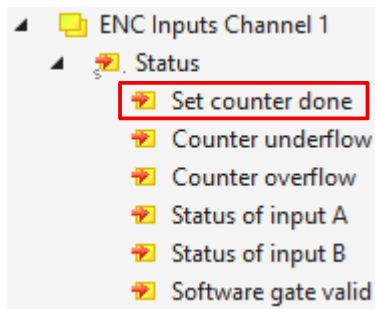 ENC Inputs Channel 1
Status
Set counter done
Counter underflow
Counter overflow
Status of input A
Status of input B
Software gate valid